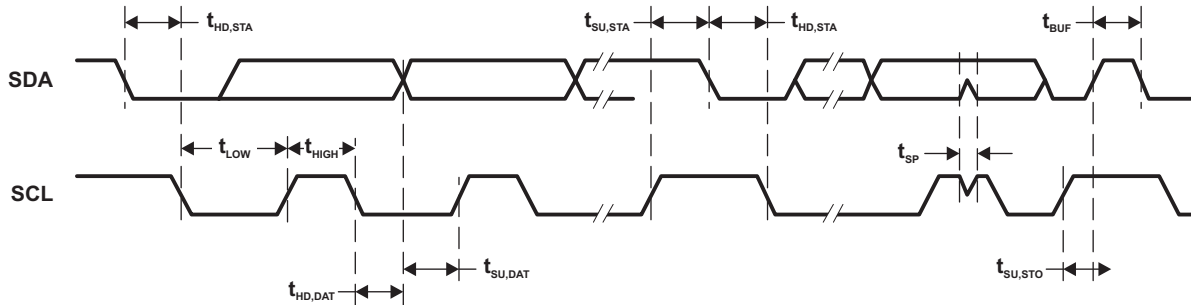 tHD,STA
tSU,STA
tHD,STA
tBUF
SDA
tLOW
tHIGH
tSP
SCL
tSU,DAT
tSU,STO
tHD,DAT